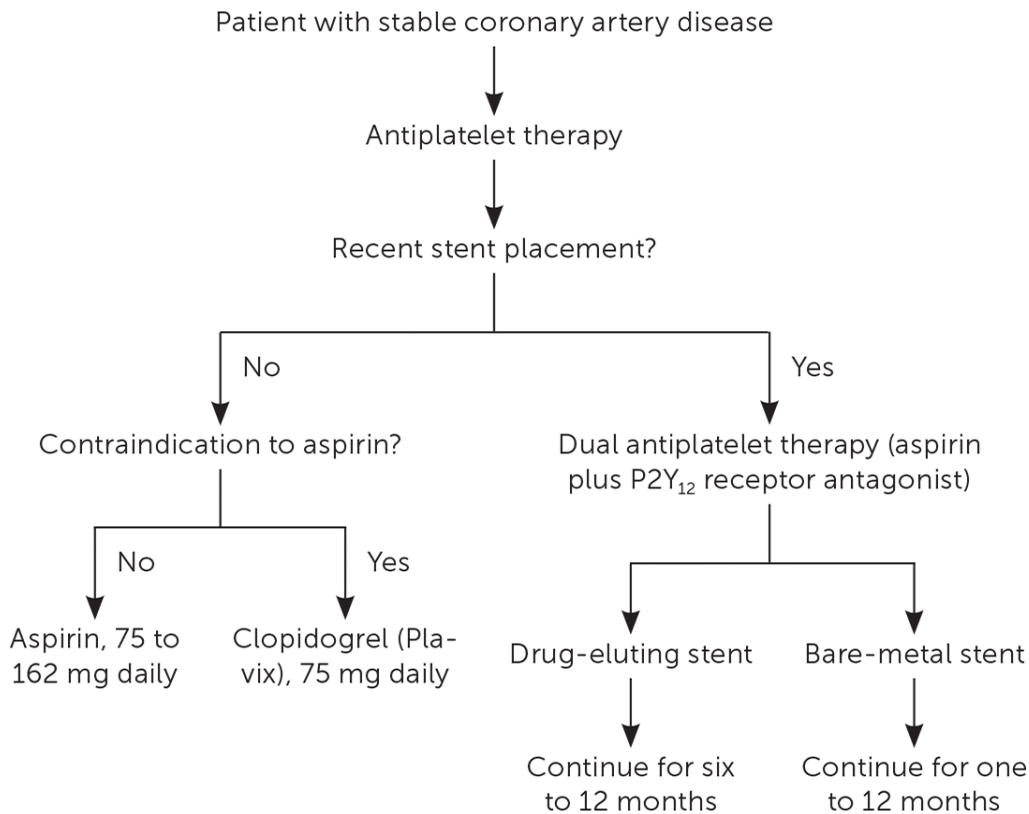 Patient with stable coronary artery disease
Antiplatelet therapy
Recent stent placement?
No
Yes
Contraindication to aspirin?
Dual antiplatelet therapy (aspirin
plus P2Y₁₂ receptor antagonist)
No
Yes
Aspirin, 75 to
162 mg daily
Clopidogrel (Pla-
vix), 75 mg daily
Drug-eluting stent
Bare-metal stent
Continue for six
to 12 months
Continue for one
to 12 months